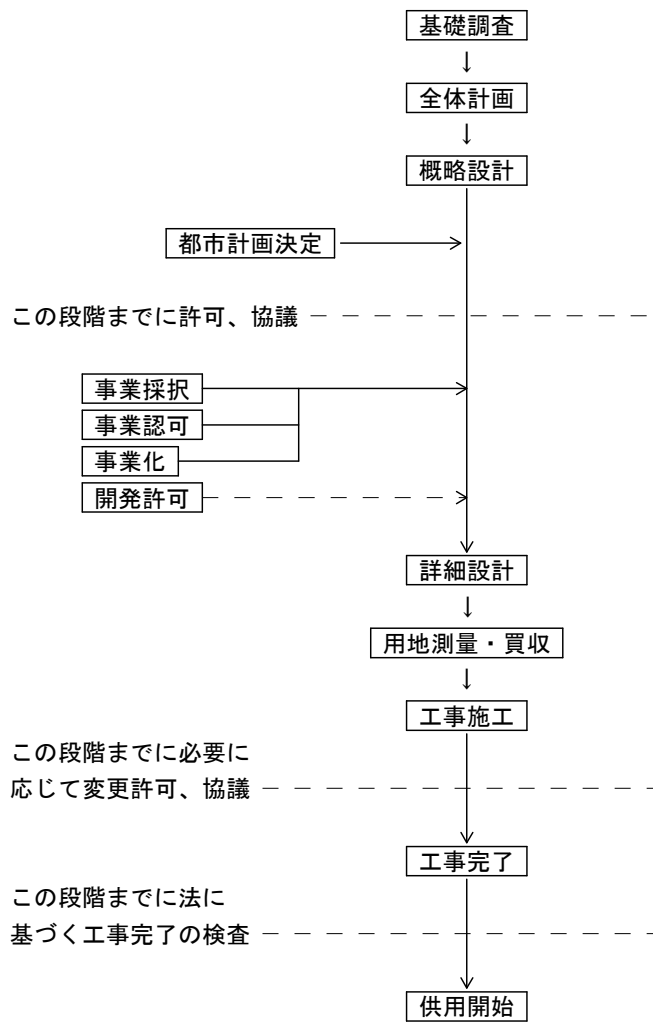 基礎調査
↓
全体計画
↓
概略設計
都市計画決定
この段階までに許可、協議
事業採択
事業認可
事業化
開発許可
詳細設計
↓
用地測量・買収
↓
工事施工
この段階までに必要に
応じて変更許可、協議
工事完了
この段階までに法に
基づく工事完了の検査
供用開始